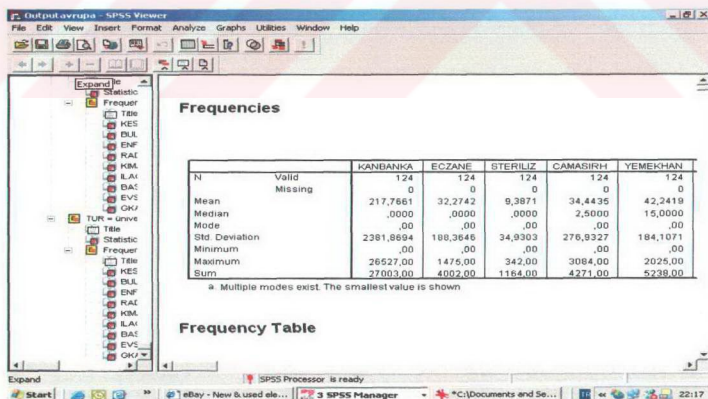 Output avrupa - SPSS Viewer
File Edit View Insert Format Analyze Graphs Utilities Window Help
Expand
Statistic
Frequer
Title
KES
BUL
ENF
RAD
KIM.
ILA(
BAS
EVS
GK/
TUR = ünive
Title
Statistic
Frequer
Title
KES
BUL
ENF
RAD
KIM.
ILA(
BAS
EVS
GK/
Frequencies
KANBANKA ECZANE STERILIZ CAMASIRH YEMEKHAN
N Valid 124 124 124 124 124
Missing 0 0 0 0 0
Mean 217,7661 32,2742 9,3871 34,4435 42,2419
Median ,0000 ,0000 ,0000 2,5000 15,0000
Mode ,00 ,00 ,00 ,00 ,00
Std. Deviation 2381,8694 188,3646 34,9303 276,9327 184,1071
Minimum ,00 ,00 ,00 ,00 ,00
Maximum 26527,00 1475,00 342,00 3084,00 2025,00
Sum 27003,00 4002,00 1164,00 4271,00 5238,00
a. Multiple modes exist. The smallest value is shown
Frequency Table
Expand
SPSS Processor is ready
Start
eBay - New & used ele... 3 SPSS Manager *C:\Documents and Se... TR 22:17